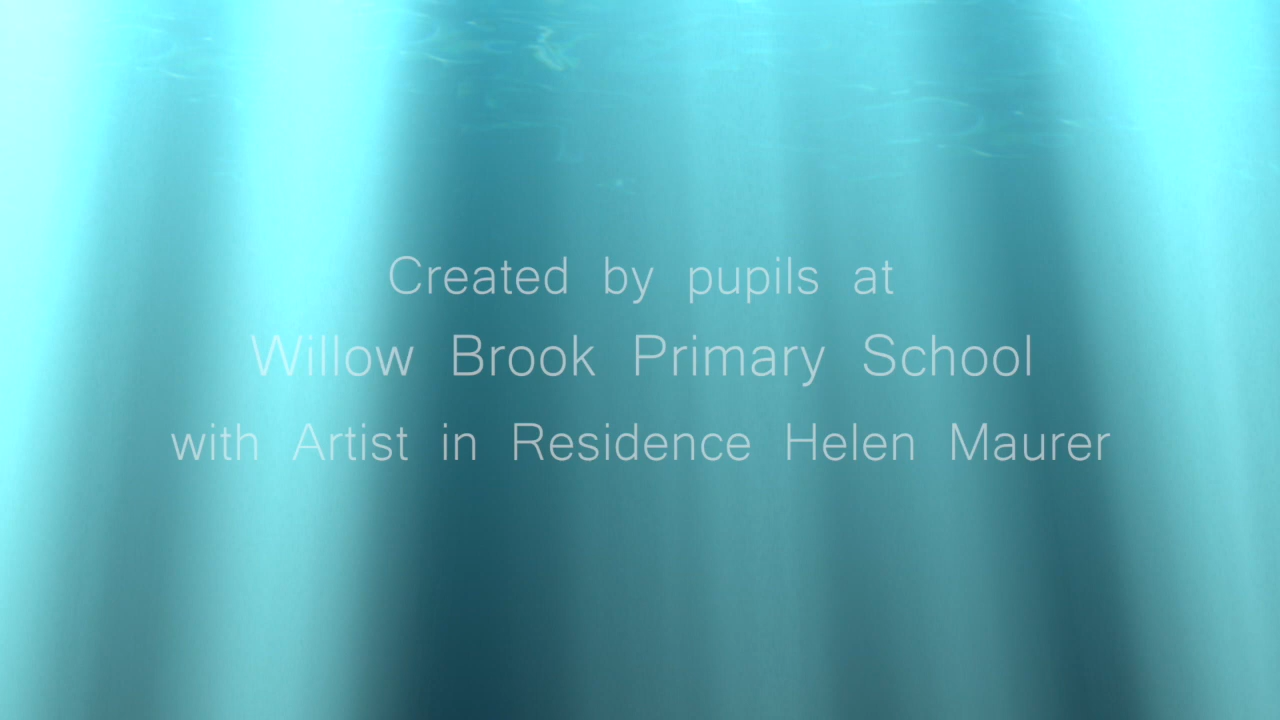 Created by pupils at
Willow Brook Primary School
with Artist in Residence Helen Maurer